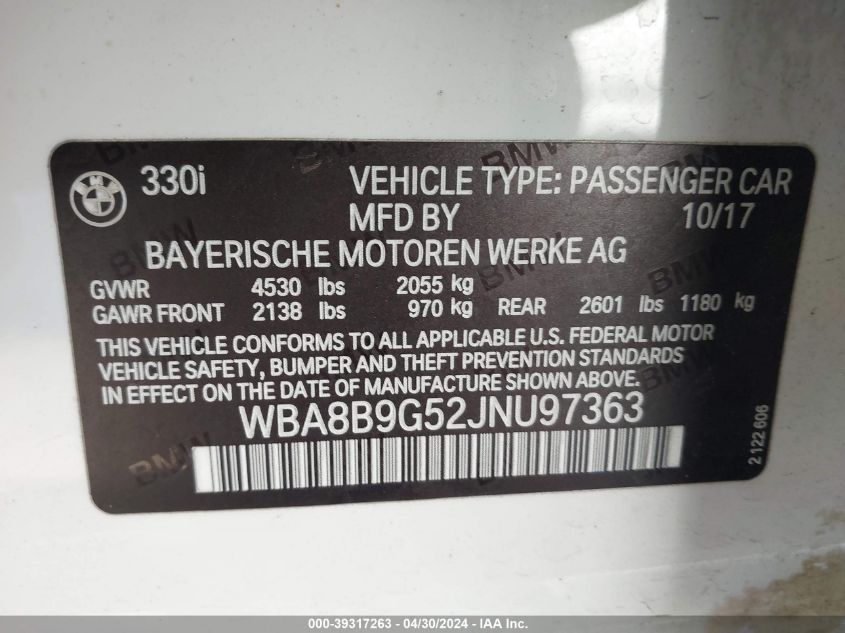 330i VEHICLE TYPE: PASSENGER CAR
MFD BY 10/17
BAYERISCHE MOTOREN WERKE AG
GVWR 4530 lbs 2055 kg
GAWR FRONT 2138 lbs 970 kg REAR 2601 lbs 1180 kg
THIS VEHICLE CONFORMS TO ALL APPLICABLE U.S. FEDERAL MOTOR
VEHICLE SAFETY, BUMPER AND THEFT PREVENTION STANDARDS
IN EFFECT ON THE DATE OF MANUFACTURE SHOWN ABOVE.
WBA8B9G52JNU97363
2 122 606
000-39317263 - 04/30/2024 - IAA Inc.